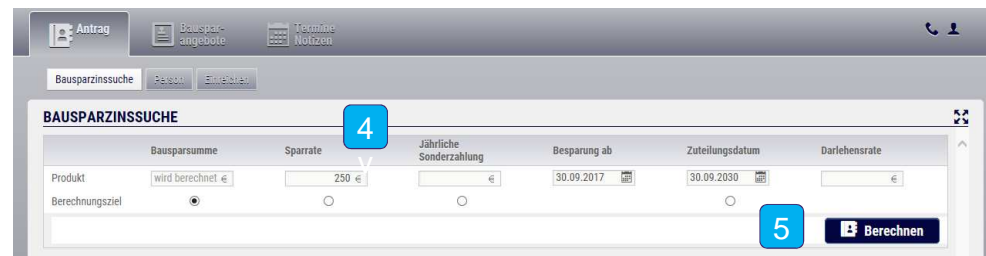 Antrag
Bauspar-
angebote
Termine
Notizen
Bausparzinssuche Person Einreichen
BAUSPARZINSSUCHE
4
Bausparsumme Sparrate Jährliche Sonderzahlung Besparung ab Zuteilungsdatum Darlehensrate
Produkt wird berechnet € 250 € € 30.09.2017 30.09.2030 €
Berechnungsziel
5
Berechnen